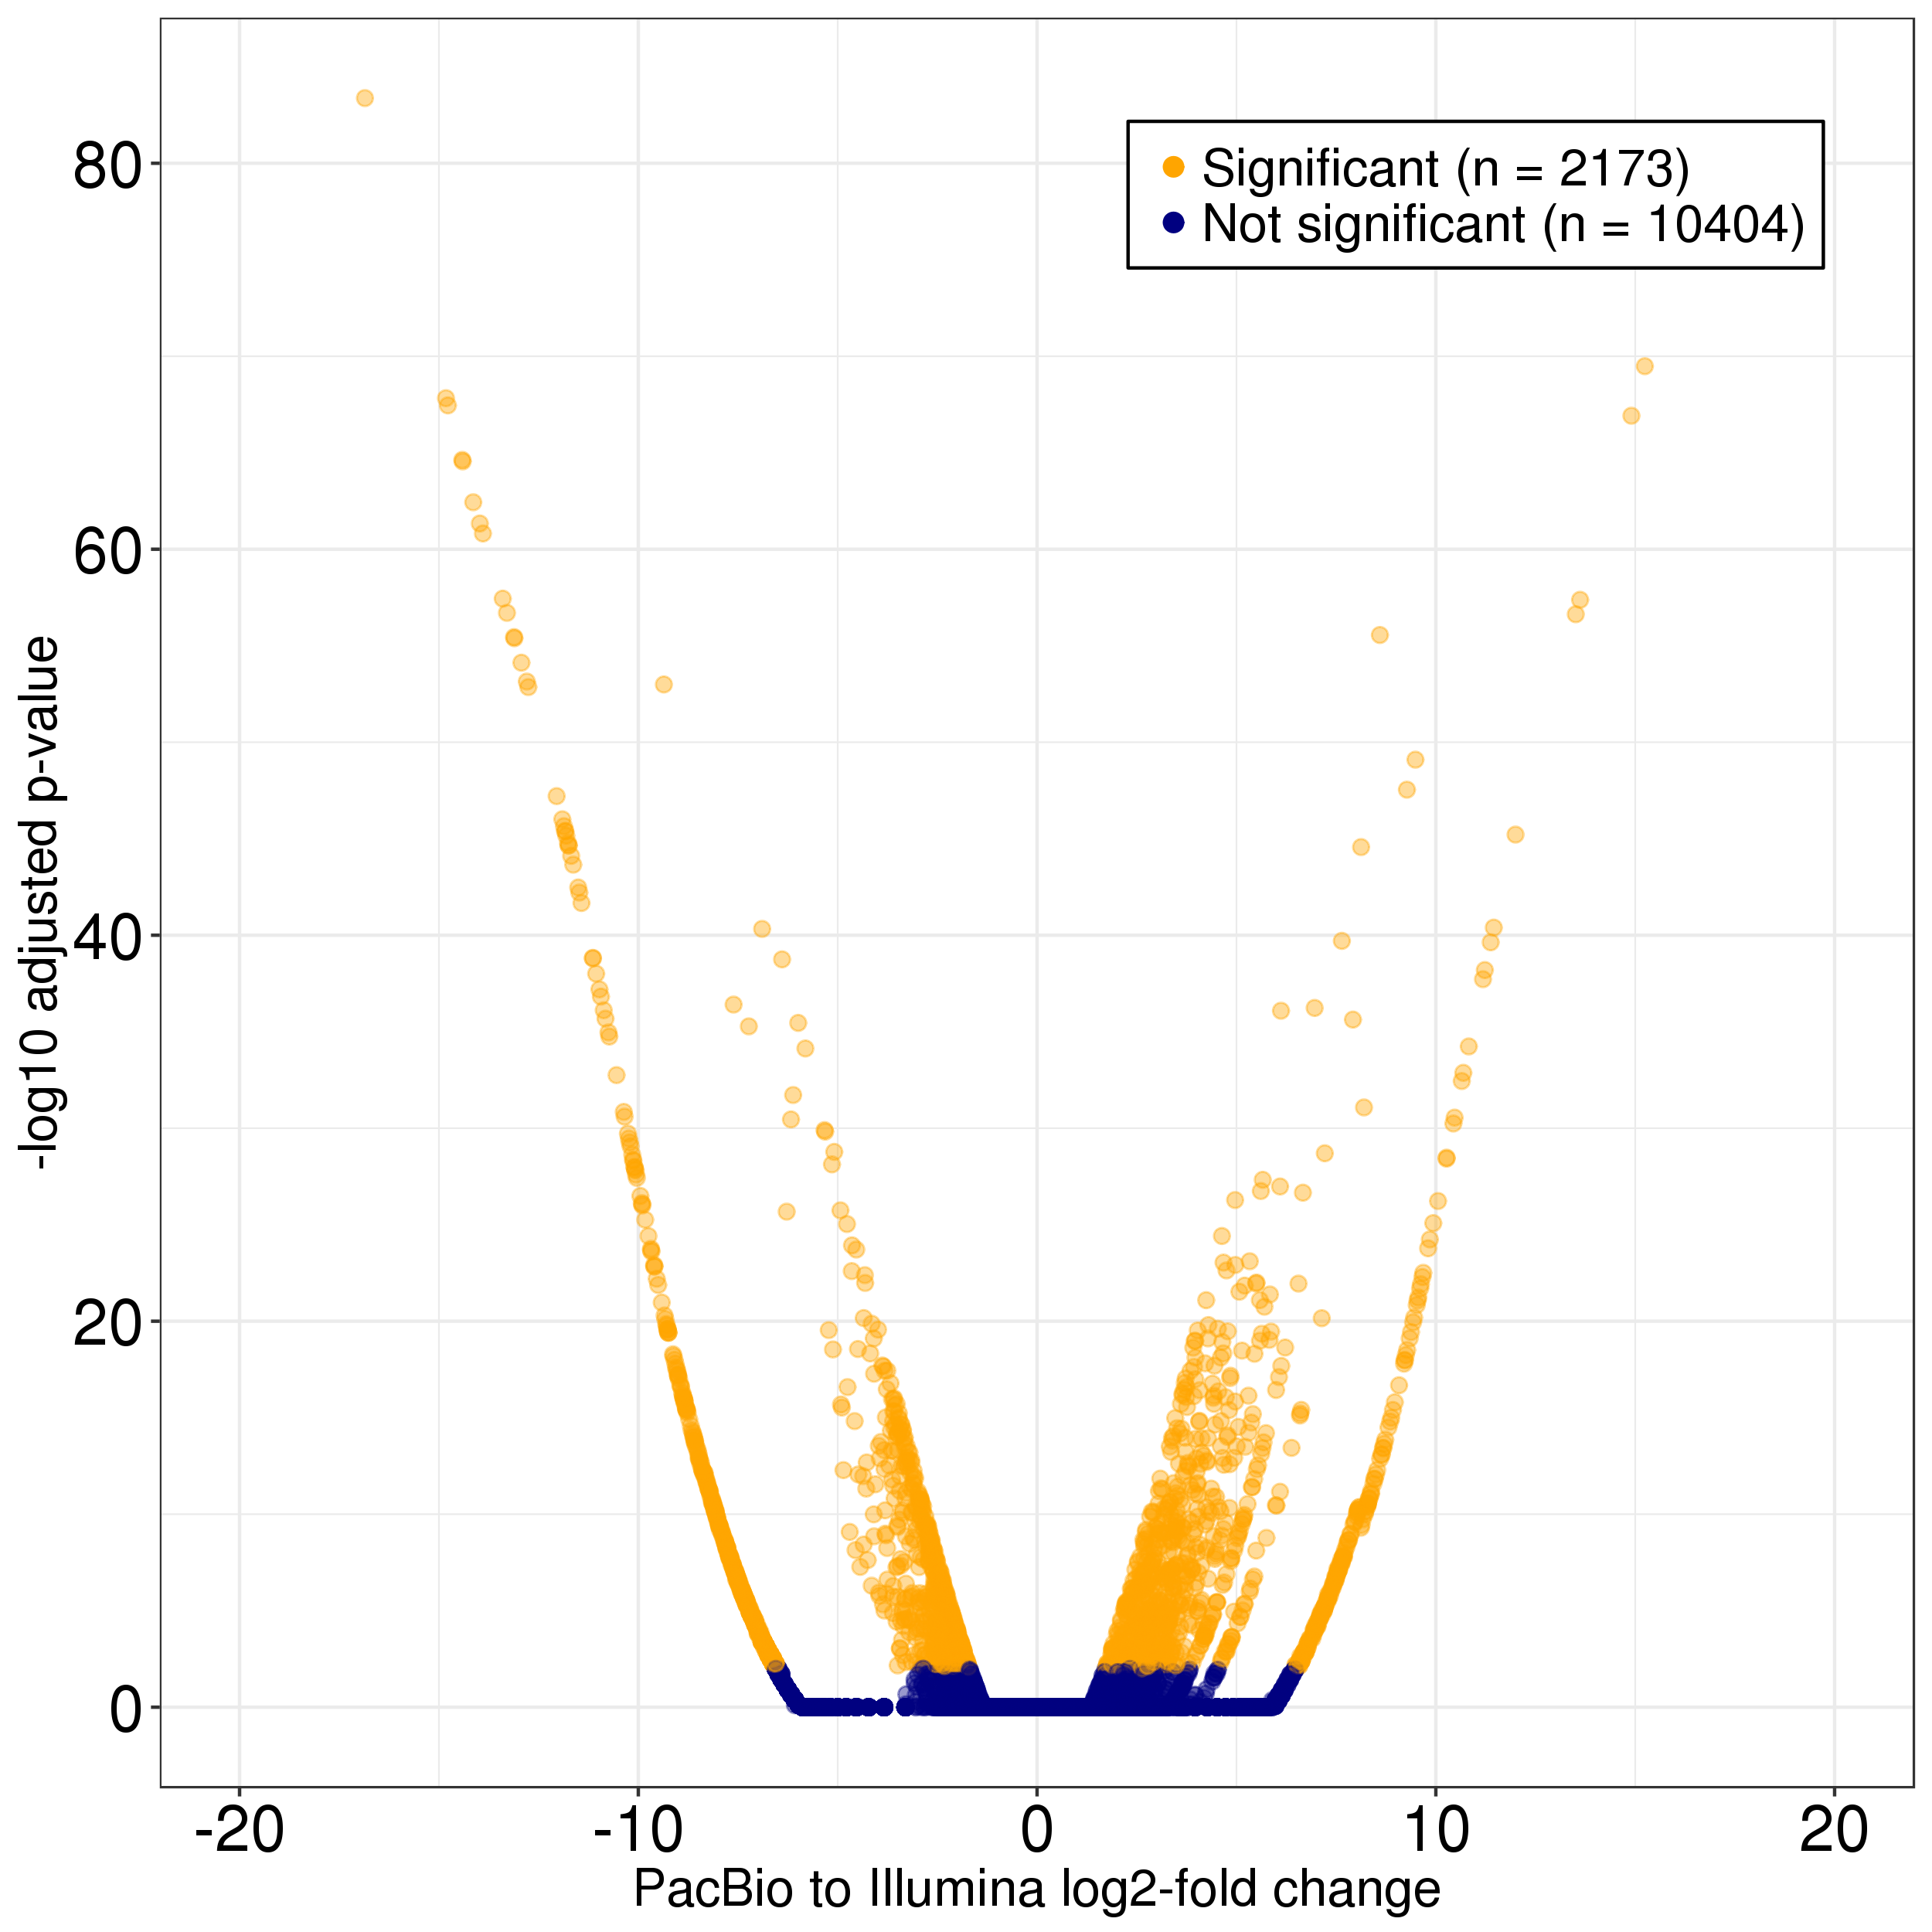 Significant (n = 2173)
Not significant (n = 10404)
80
60
40
20
0
-log10 adjusted p-value
-20
-10
0
10
20
PacBio to Illumina log2-fold change